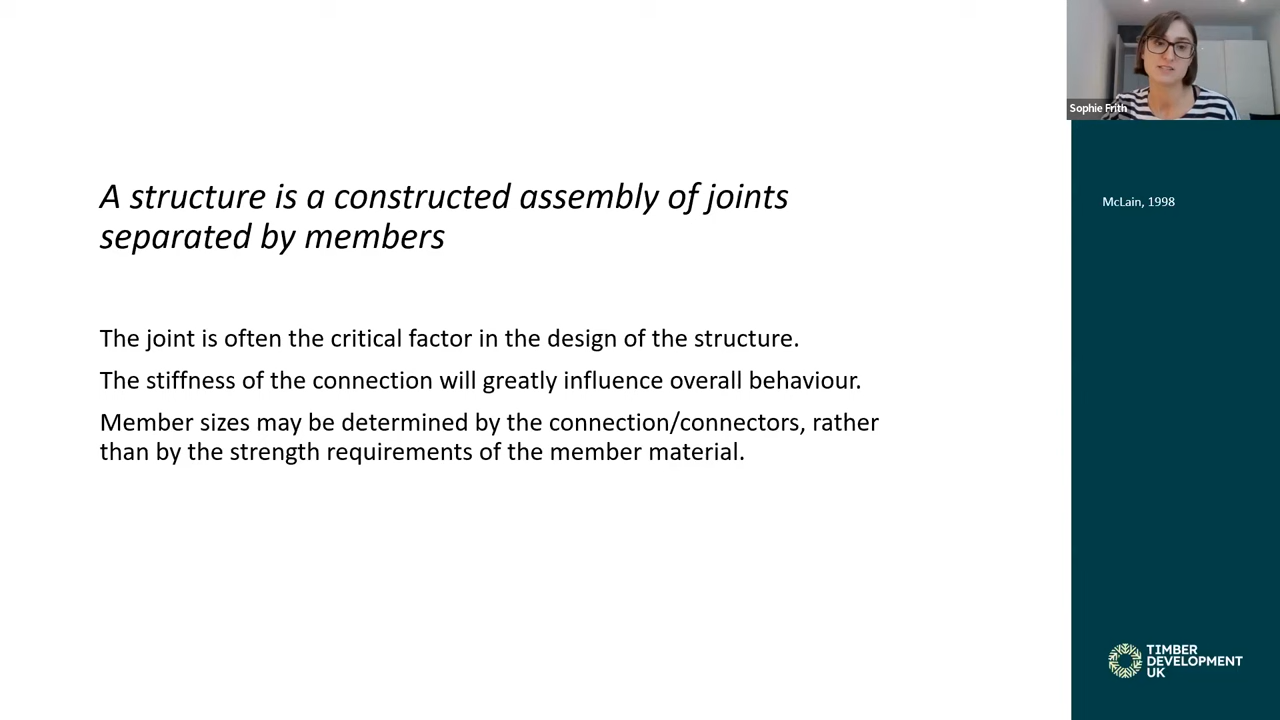 Sophie Frith
A structure is a constructed assembly of joints
separated by members
McLain, 1998
The joint is often the critical factor in the design of the structure.
The stiffness of the connection will greatly influence overall behaviour.
Member sizes may be determined by the connection/connectors, rather
than by the strength requirements of the member material.
TIMBER
DEVELOPMENT
UK